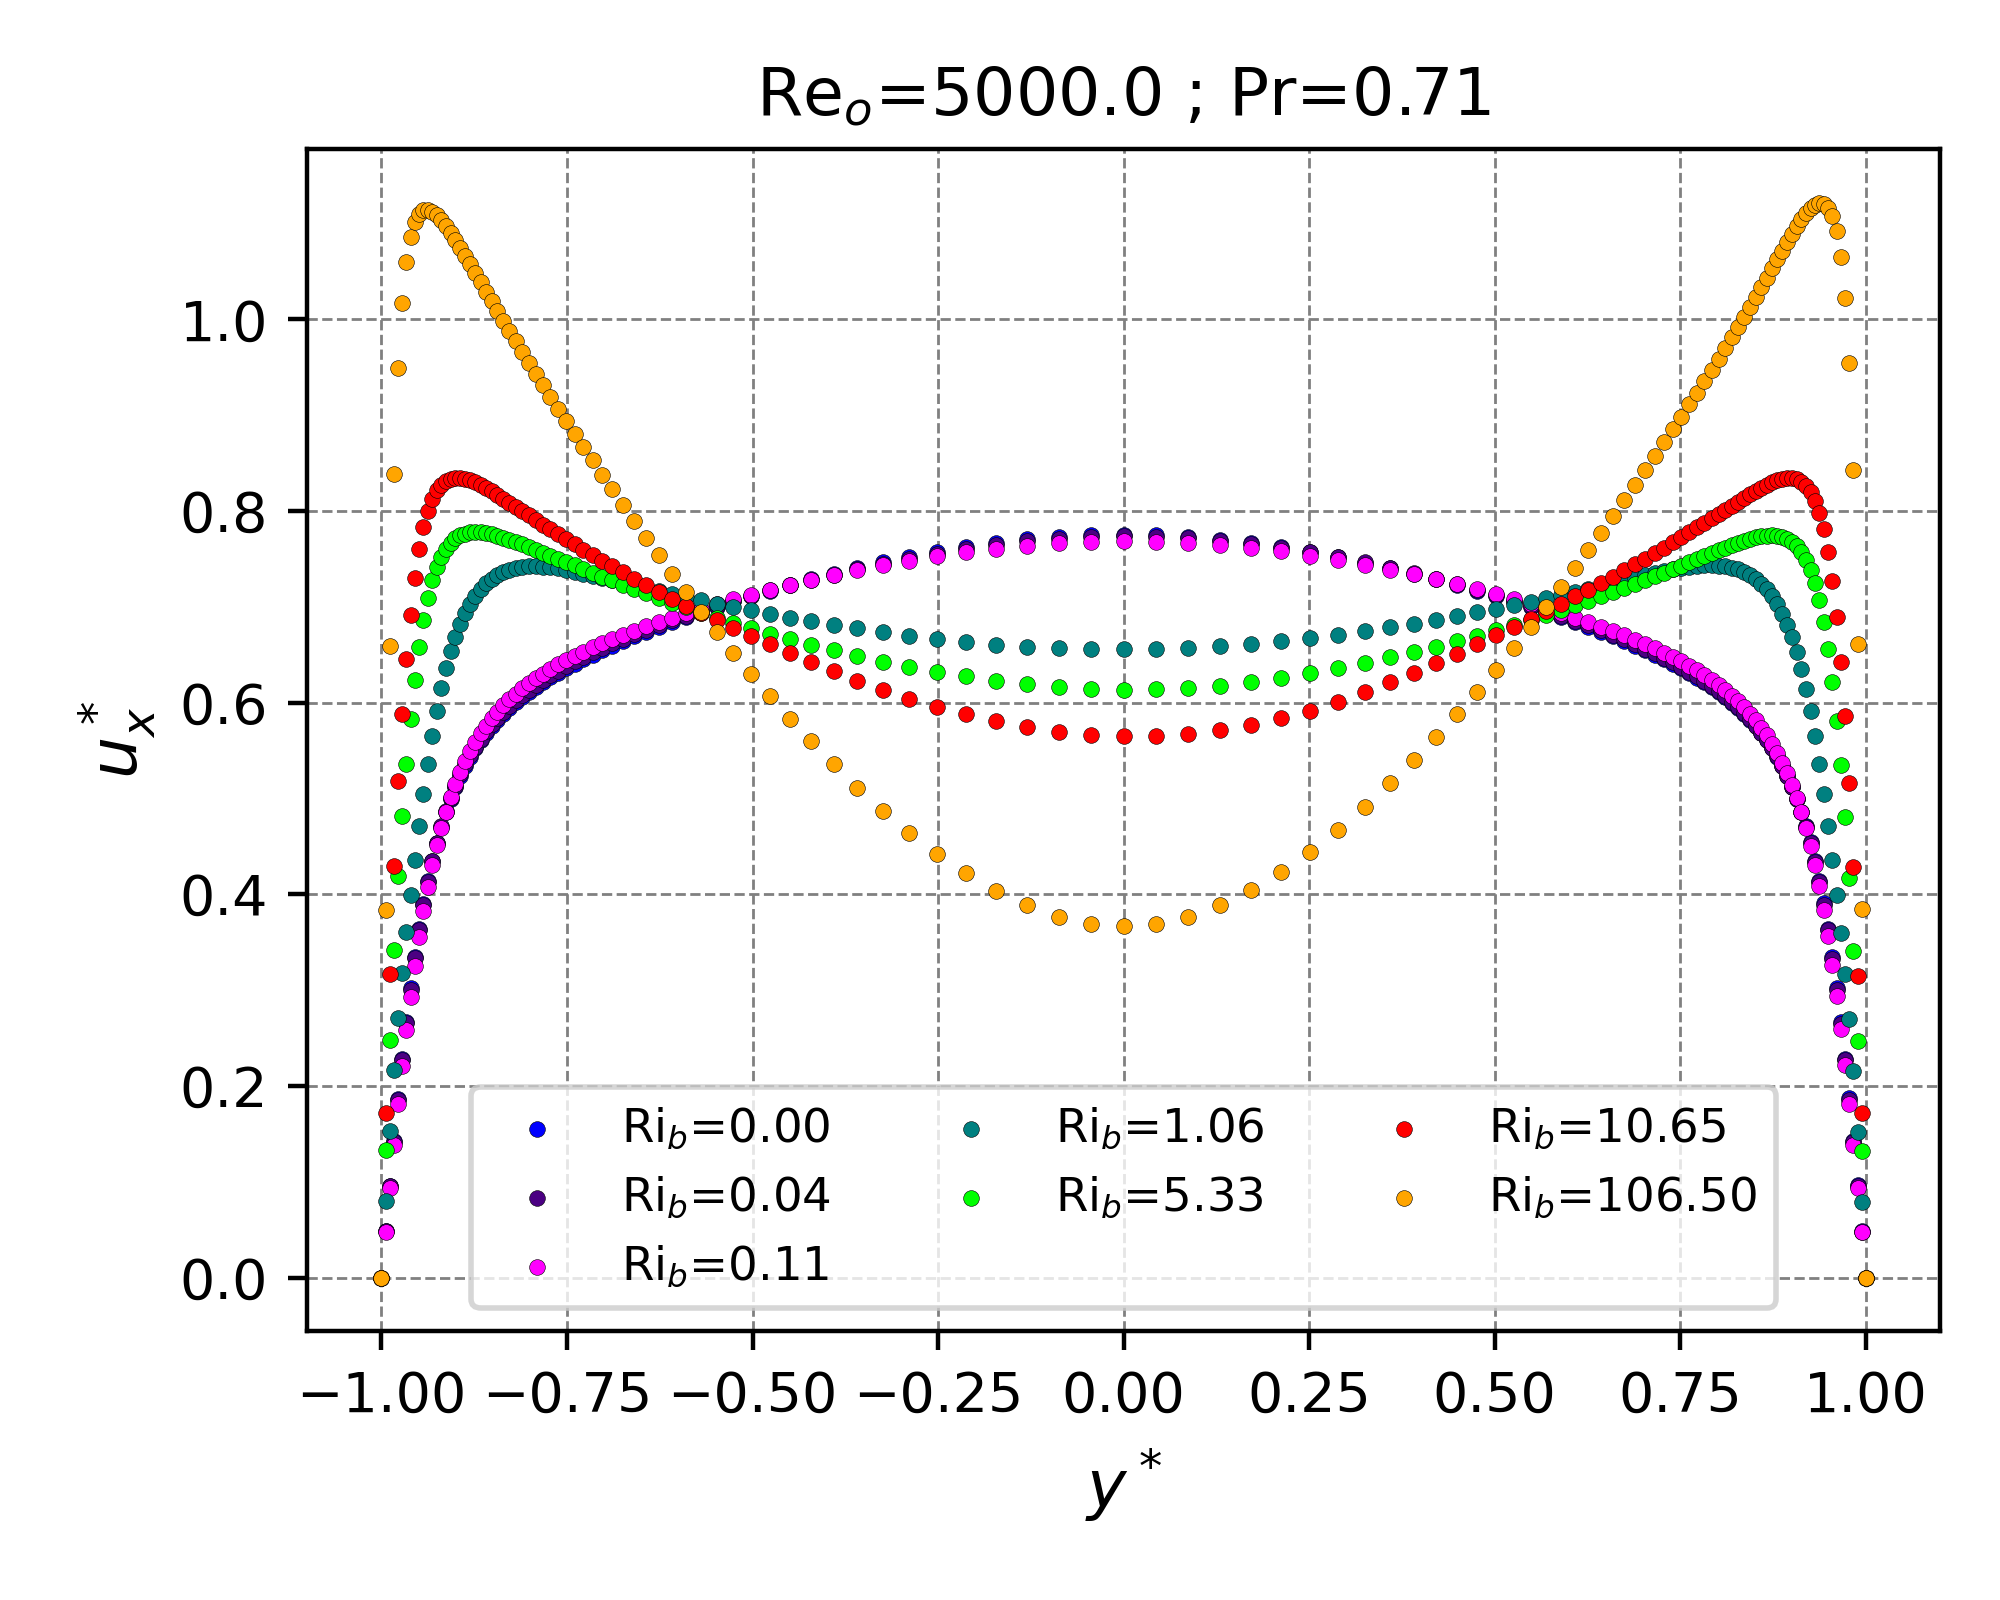 Re_o=5000.0 ; Pr=0.71
u_x^*
1.0
0.8
0.6
0.4
0.2
0.0
Ri_b=0.00
Ri_b=0.04
Ri_b=0.11
Ri_b=1.06
Ri_b=5.33
Ri_b=10.65
Ri_b=106.50
−1.00 −0.75 −0.50 −0.25 0.00 0.25 0.50 0.75 1.00
y^*